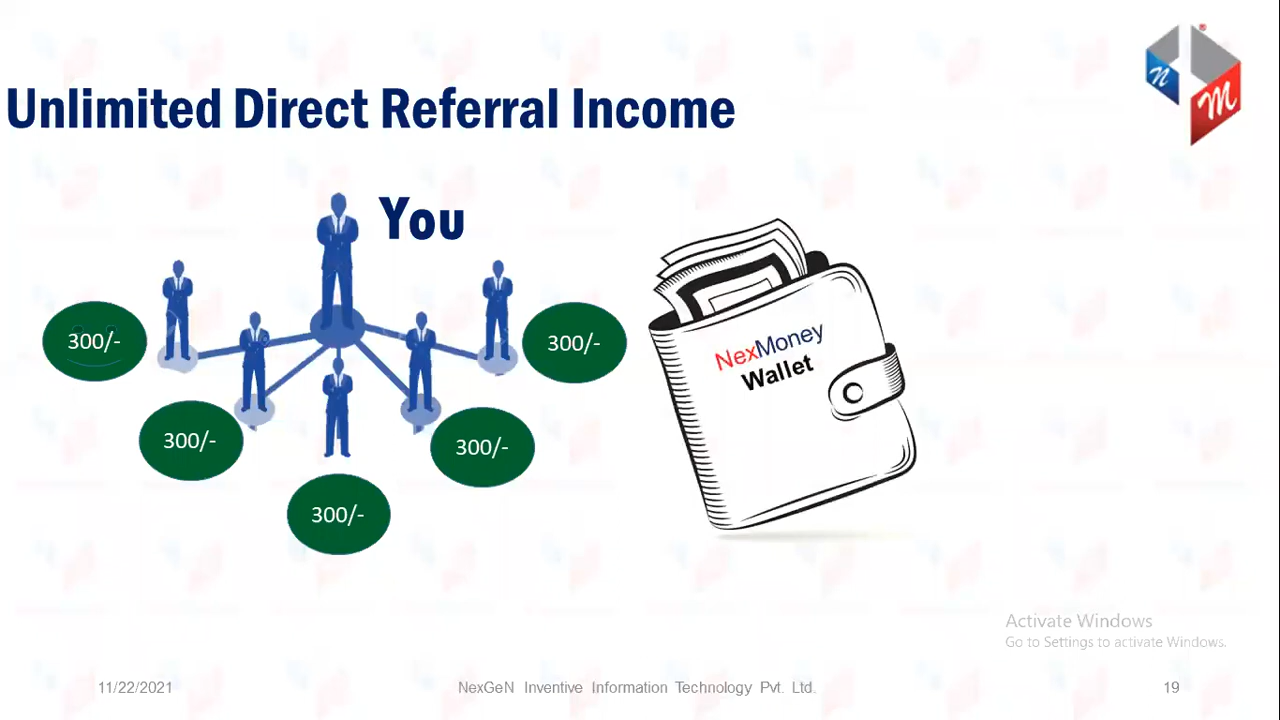 Unlimited Direct Referral Income
n
M
You
300/-
300/-
300/-
300/-
300/-
NexMoney
Wallet
Activate Windows
Go to Settings to activate Windows.
11/22/2021
NexGeN Inventive Information Technology Pvt. Ltd.
19